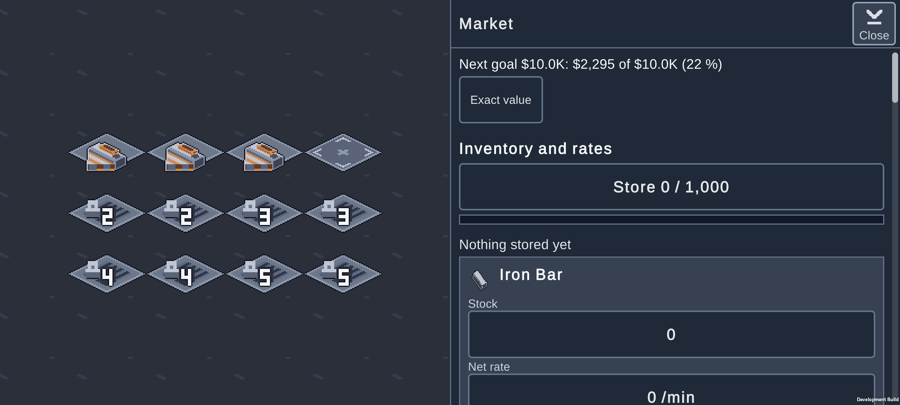 Market
Close
Next goal $10.0K: $2,295 of $10.0K (22 %)
Exact value
Inventory and rates
Store 0 / 1,000
Nothing stored yet
Iron Bar
Stock
0
Net rate
0 /min
2 2 3 3
4 4 5 5
Development Build